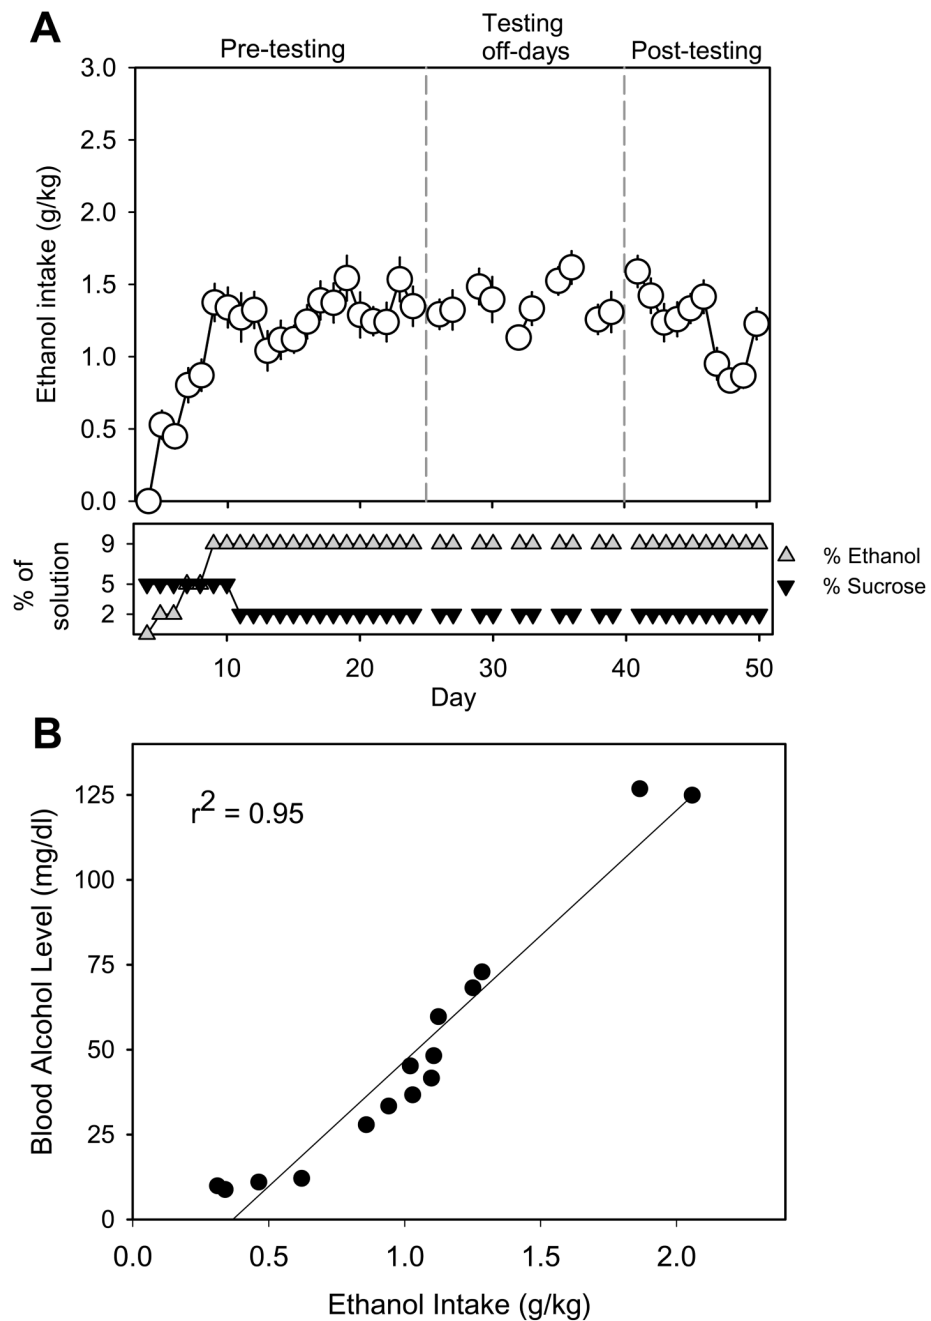 A
Pre-testing
Testing
off-days
Post-testing
3.0
2.5
2.0
1.5
1.0
0.5
0.0
Ethanol intake (g/kg)
9
5
2
% of
solution
% Ethanol
% Sucrose
10 20 30 40 50
Day
B
r2 = 0.95
125
100
75
50
25
0
Blood Alcohol Level (mg/dl)
0.0 0.5 1.0 1.5 2.0
Ethanol Intake (g/kg)